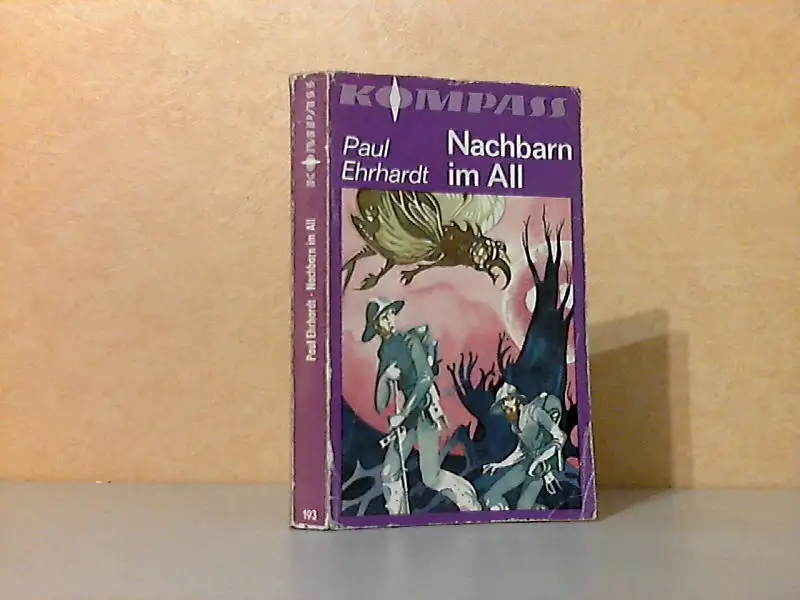 KOMPASS
Paul Ehrhardt
Nachbarn im All
KOMPASS
Paul Ehrhardt · Nachbarn im All
193